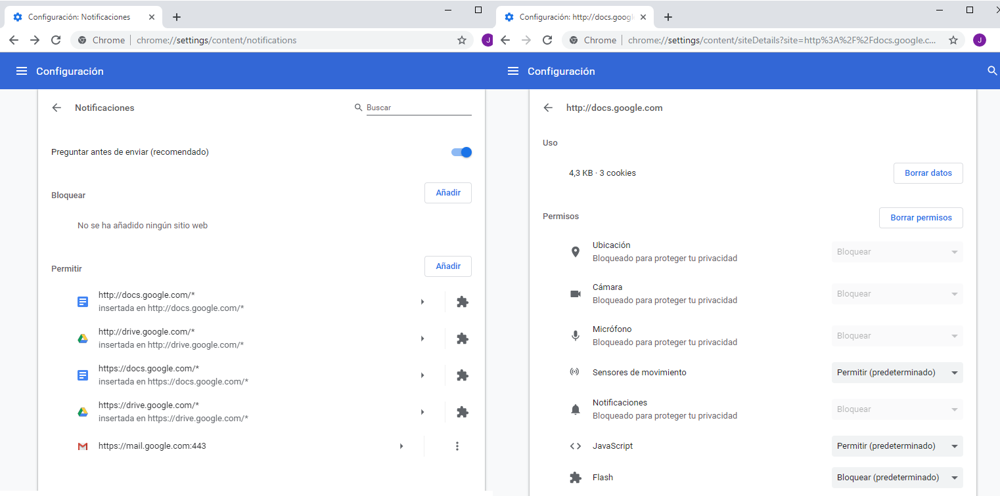 Configuración: Notificaciones
Chrome
chrome://settings/content/notifications
J
Configuración
Notificaciones
Buscar
Preguntar antes de enviar (recomendado)
Bloquear
Añadir
No se ha añadido ningún sitio web
Permitir
Añadir
http://docs.google.com/*
insertada en http://docs.google.com/*
http://drive.google.com/*
insertada en http://drive.google.com/*
https://docs.google.com/*
insertada en https://docs.google.com/*
https://drive.google.com/*
insertada en https://drive.google.com/*
https://mail.google.com:443
Configuración: http://docs.googl
Chrome
chrome://settings/content/siteDetails?site=http%3A%2F%2Fdocs.google.c...
J
Configuración
http://docs.google.com
Uso
4,3 KB · 3 cookies
Borrar datos
Permisos
Borrar permisos
Ubicación
Bloqueado para proteger tu privacidad
Bloquear
Cámara
Bloqueado para proteger tu privacidad
Bloquear
Micrófono
Bloqueado para proteger tu privacidad
Bloquear
Sensores de movimiento
Permitir (predeterminado)
Notificaciones
Bloqueado para proteger tu privacidad
Bloquear
JavaScript
Permitir (predeterminado)
Flash
Bloquear (predeterminado)